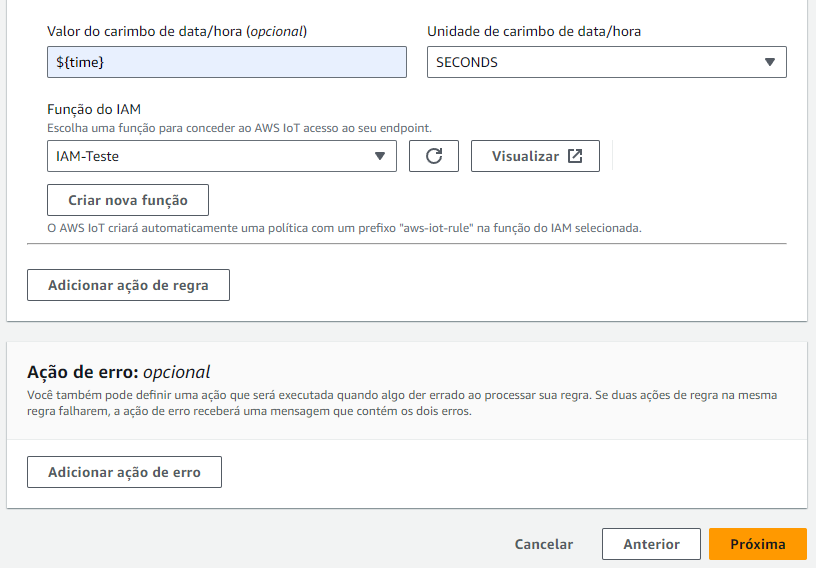 Valor do carimbo de data/hora (opcional)
Unidade de carimbo de data/hora
${time}
SECONDS
Função do IAM
Escolha uma função para conceder ao AWS IoT acesso ao seu endpoint.
IAM-Teste
Visualizar
Criar nova função
O AWS IoT criará automaticamente uma política com um prefixo "aws-iot-rule" na função do IAM selecionada.
Adicionar ação de regra
Ação de erro: opcional
Você também pode definir uma ação que será executada quando algo der errado ao processar sua regra. Se duas ações de regra na mesma
regra falharem, a ação de erro receberá uma mensagem que contém os dois erros.
Adicionar ação de erro
Cancelar
Anterior
Próxima